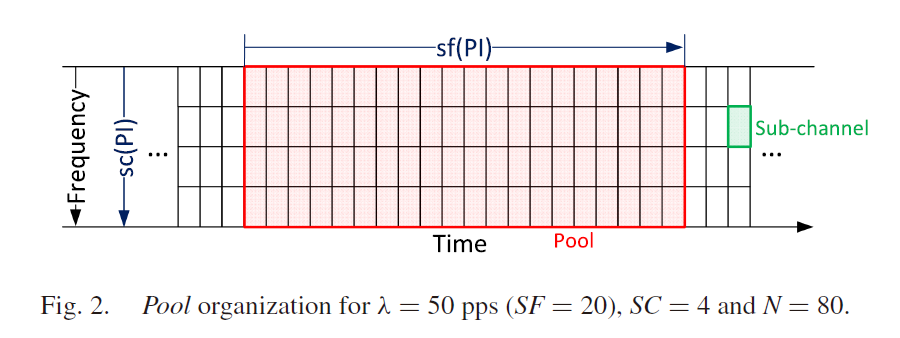 sf(PI)
Frequency
sc(PI)
...
Sub-channel
...
Time
Pool
Fig. 2. Pool organization for λ = 50 pps (SF = 20), SC = 4 and N = 80.